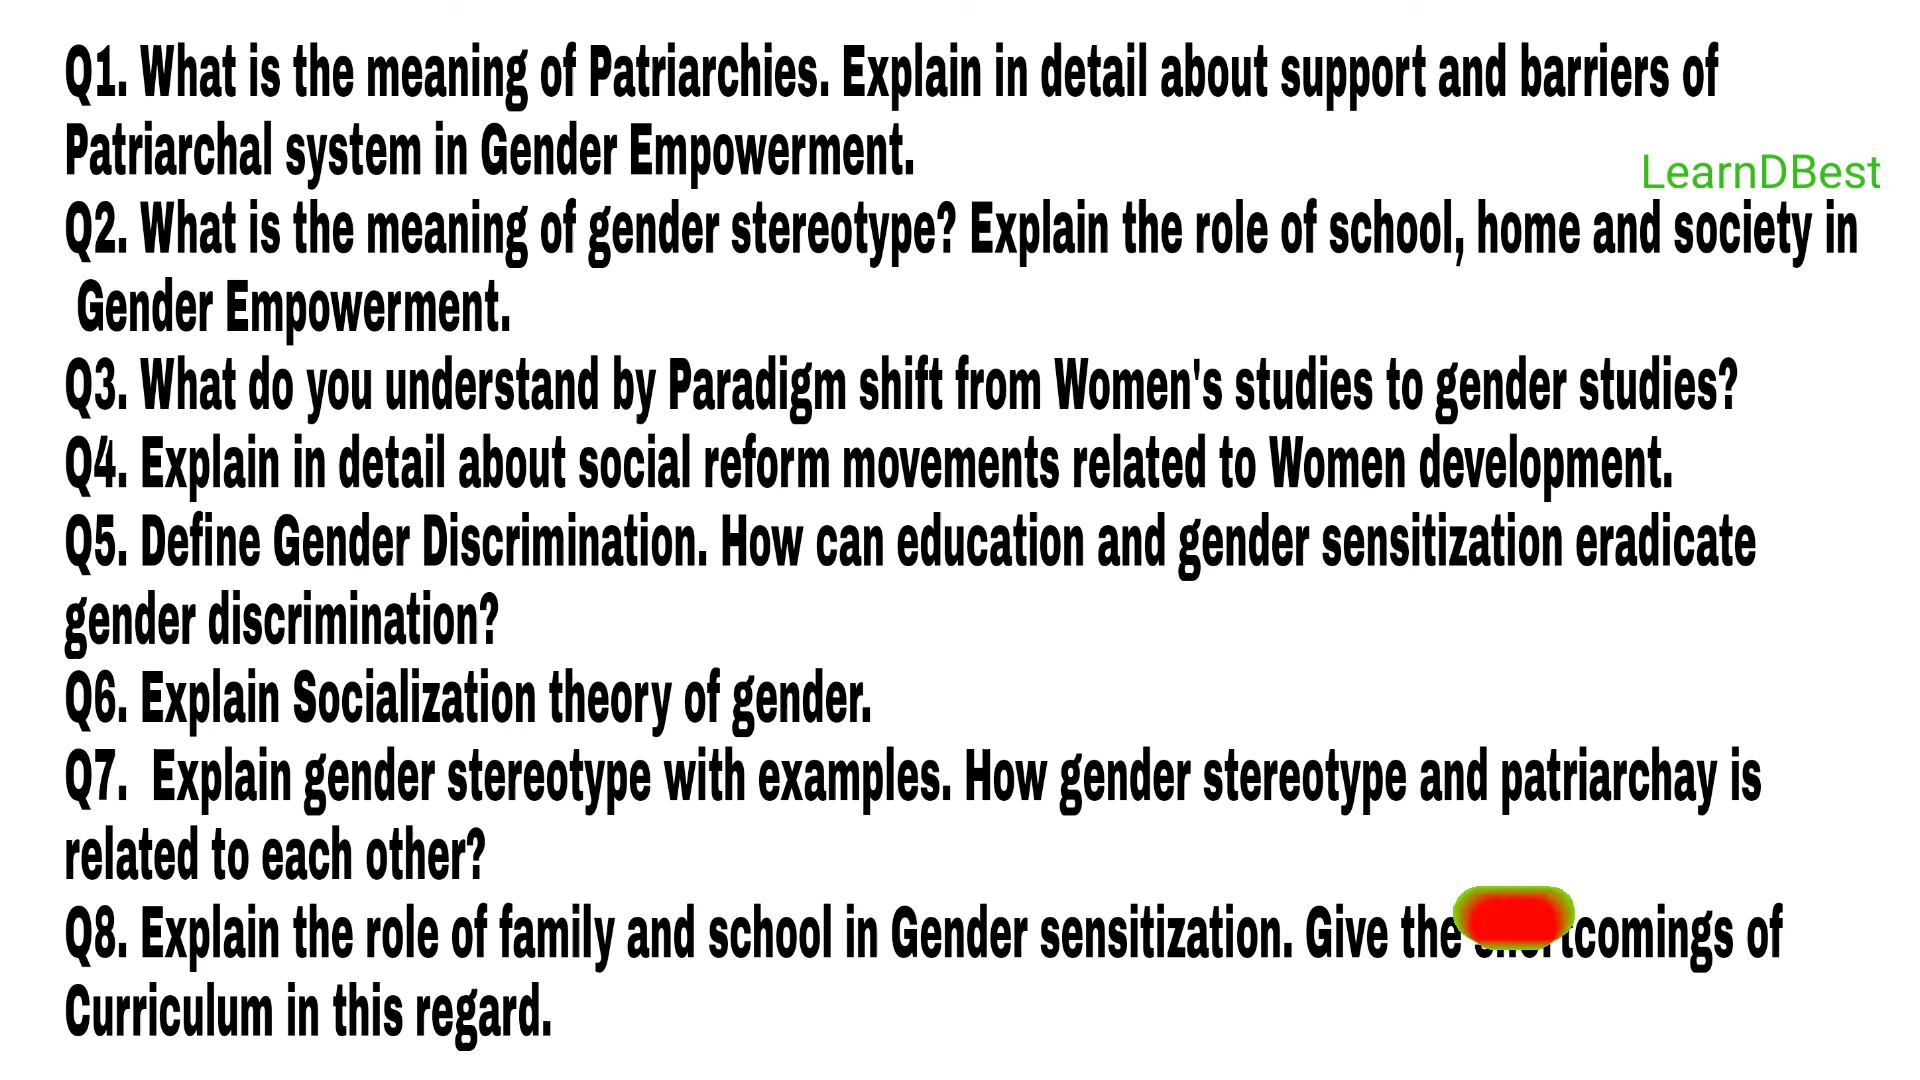 Q1. What is the meaning of Patriarchies. Explain in detail about support and barriers of
Patriarchal system in Gender Empowerment.
LearnDBest
Q2. What is the meaning of gender stereotype? Explain the role of school, home and society in
Gender Empowerment.
Q3. What do you understand by Paradigm shift from Women's studies to gender studies?
Q4. Explain in detail about social reform movements related to Women development.
Q5. Define Gender Discrimination. How can education and gender sensitization eradicate
gender discrimination?
Q6. Explain Socialization theory of gender.
Q7. Explain gender stereotype with examples. How gender stereotype and patriarchay is
related to each other?
Q8. Explain the role of family and school in Gender sensitization. Give the tcomings of
Curriculum in this regard.